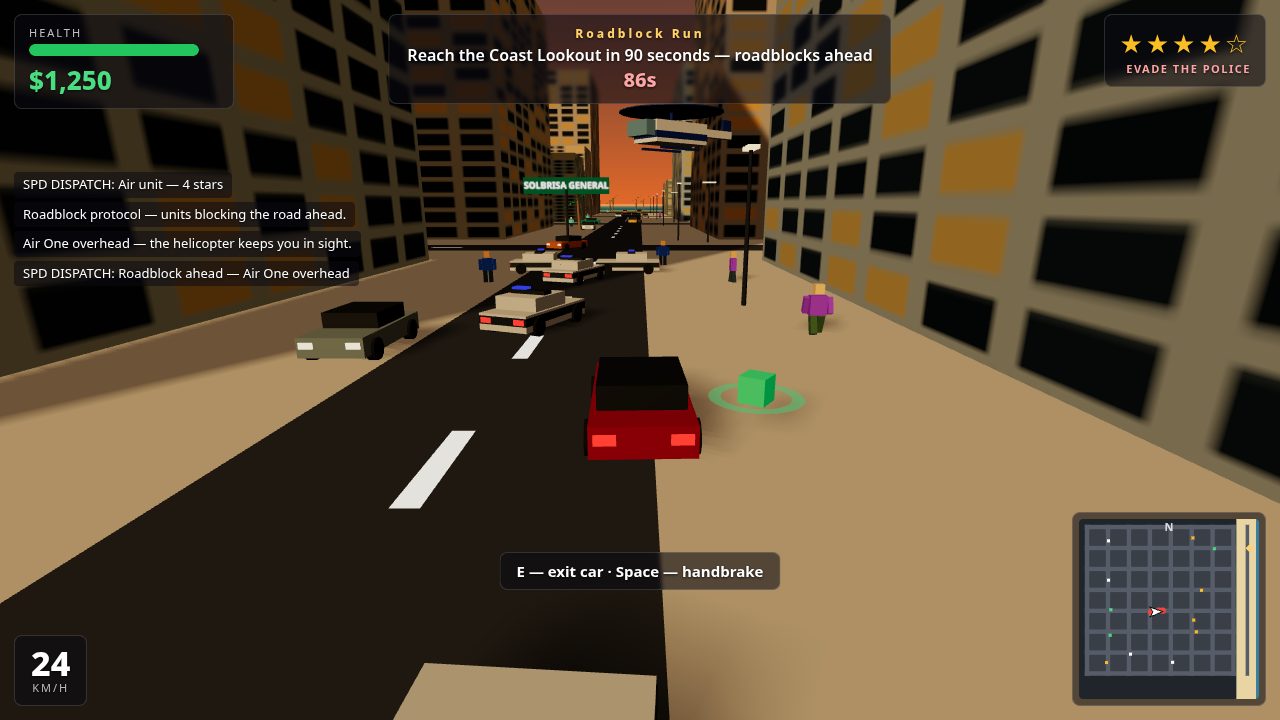 HEALTH
$1,250
Roadblock Run
Reach the Coast Lookout in 90 seconds — roadblocks ahead
86s
★★★★☆
EVADE THE POLICE
SPD DISPATCH: Air unit — 4 stars
Roadblock protocol — units blocking the road ahead.
Air One overhead — the helicopter keeps you in sight.
SPD DISPATCH: Roadblock ahead — Air One overhead
SOLBRISA GENERAL
E — exit car · Space — handbrake
N
24
KM/H